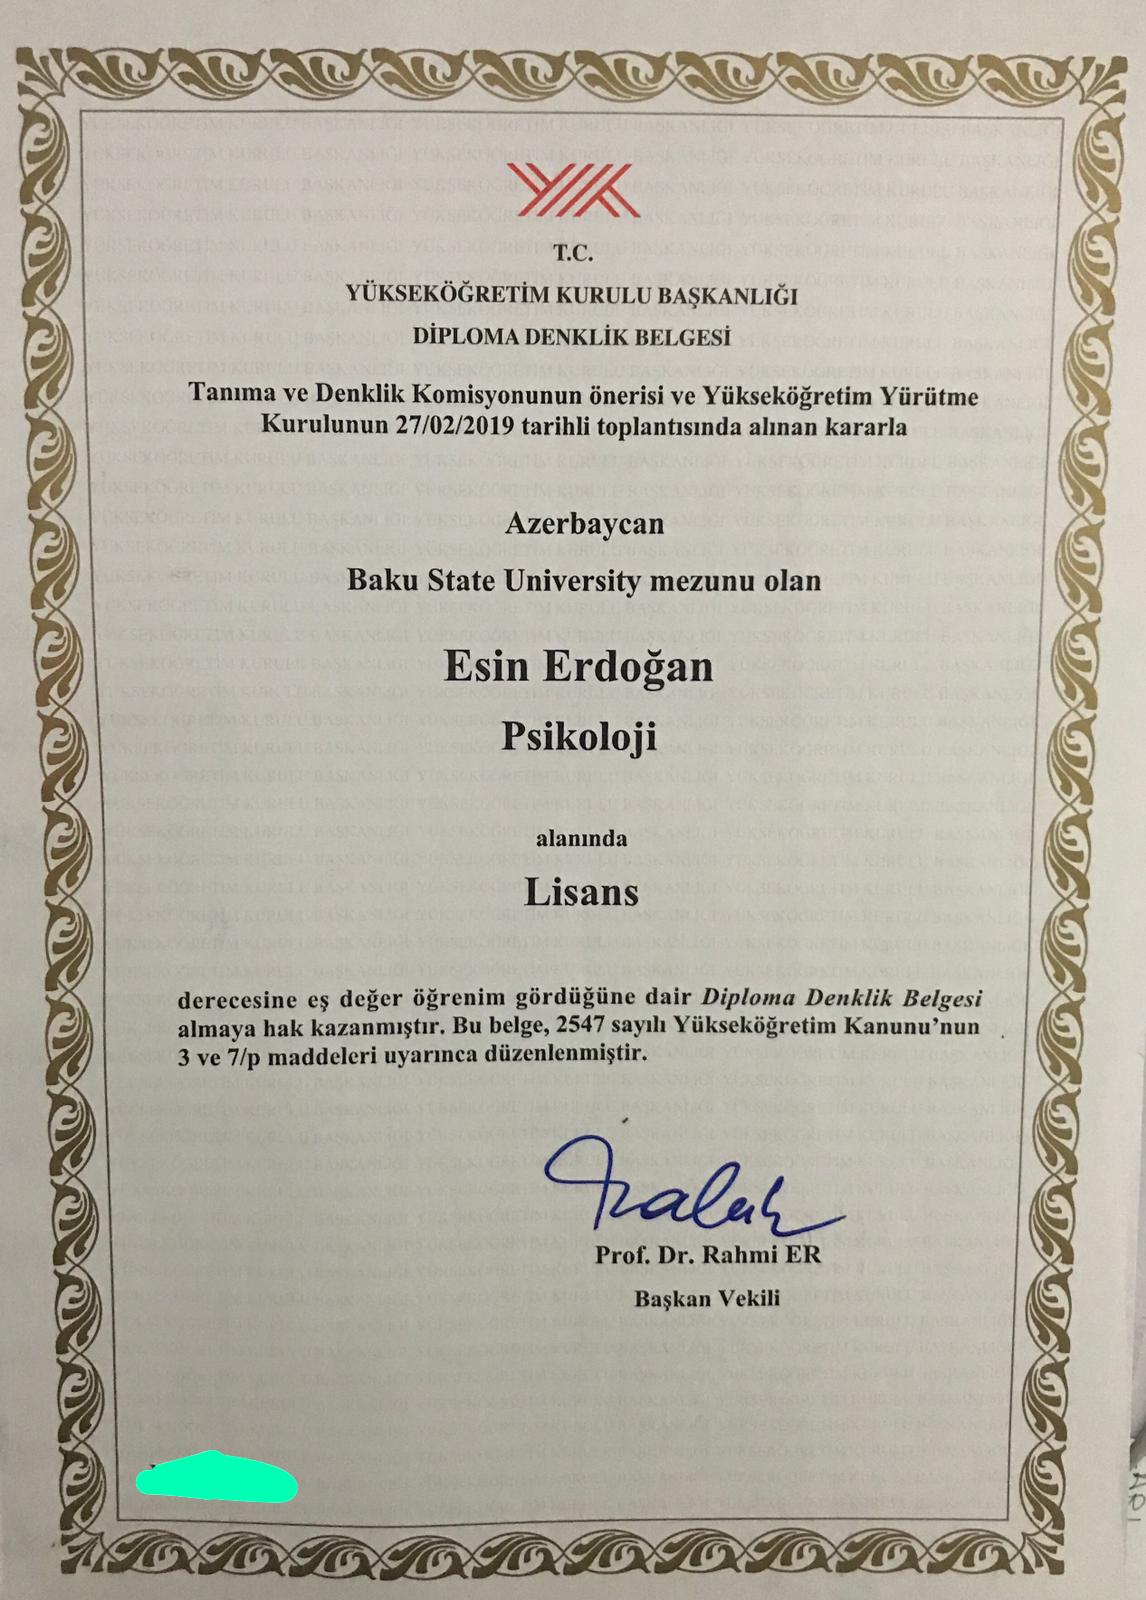 T.C.
YÜKSEKÖĞRETİM KURULU BAŞKANLIĞI
DİPLOMA DENKLİK BELGESİ
Tanıma ve Denklik Komisyonunun önerisi ve Yükseköğretim Yürütme
Kurulunun 27/02/2019 tarihli toplantısında alınan kararla
Azerbaycan
Baku State University mezunu olan
Esin Erdoğan
Psikoloji
alanında
Lisans
derecesine eş değer öğrenim gördüğüne dair Diploma Denklik Belgesi
almaya hak kazanmıştır. Bu belge, 2547 sayılı Yükseköğretim Kanunu’nun
3 ve 7/p maddeleri uyarınca düzenlenmiştir.
Prof. Dr. Rahmi ER
Başkan Vekili